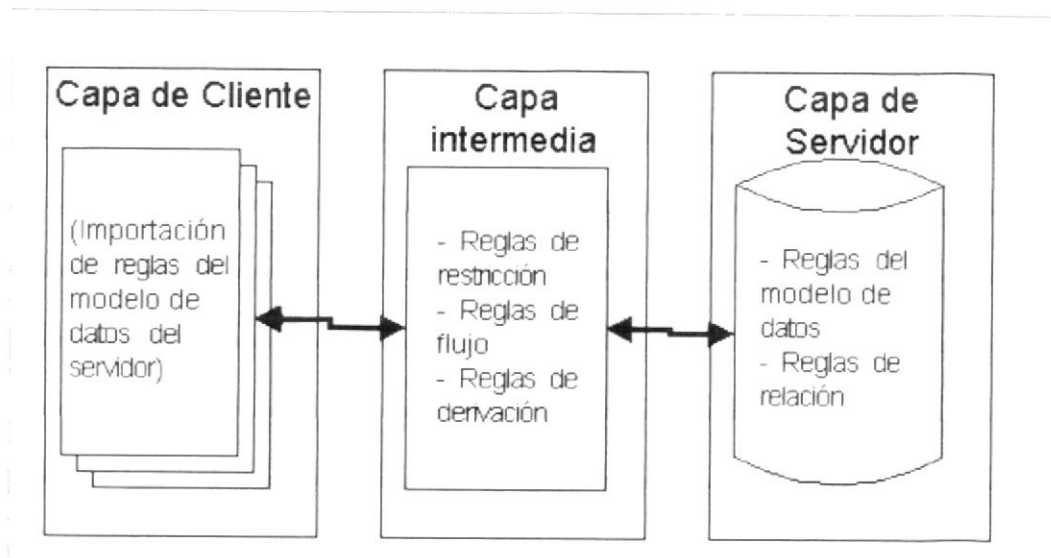 Capa de Cliente
(Importación
de reglas del
modelo de
datos del
servidor)
Capa
intermedia
- Reglas de
restricción
- Reglas de
flujo
- Reglas de
derivación
Capa de
Servidor
- Reglas del
modelo de
datos
- Reglas de
relación